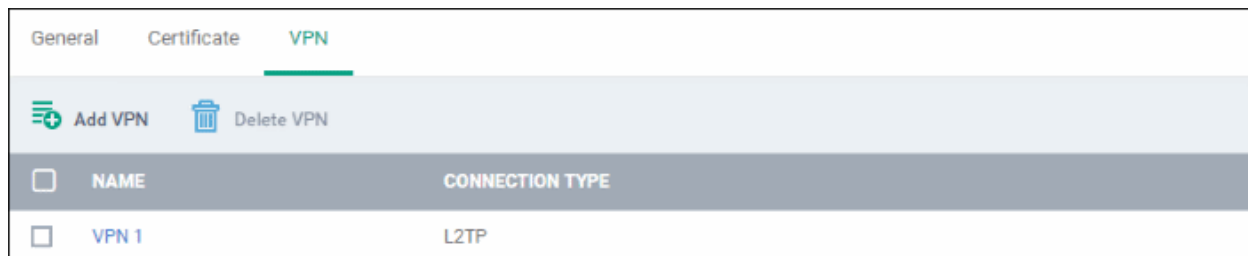 General Certificate VPN
Add VPN Delete VPN
NAME CONNECTION TYPE
VPN 1 L2TP